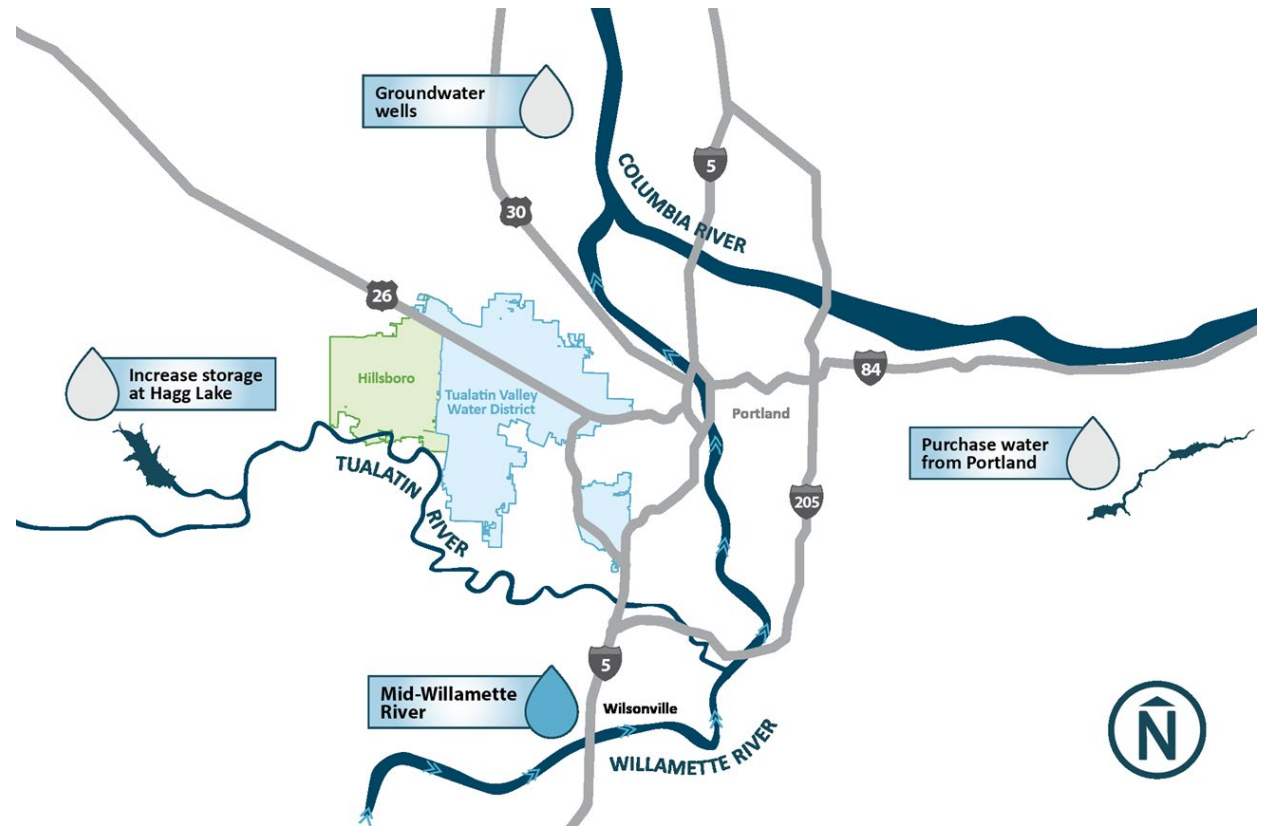 Groundwater
wells
5
COLUMBIA RIVER
30
26
Increase storage
at Hagg Lake
Hillsboro
Tualatin Valley
Water District
84
Portland
Purchase water
from Portland
TUALATIN
RIVER
205
5
Mid-Willamette
River
Wilsonville
WILLAMETTE RIVER
N